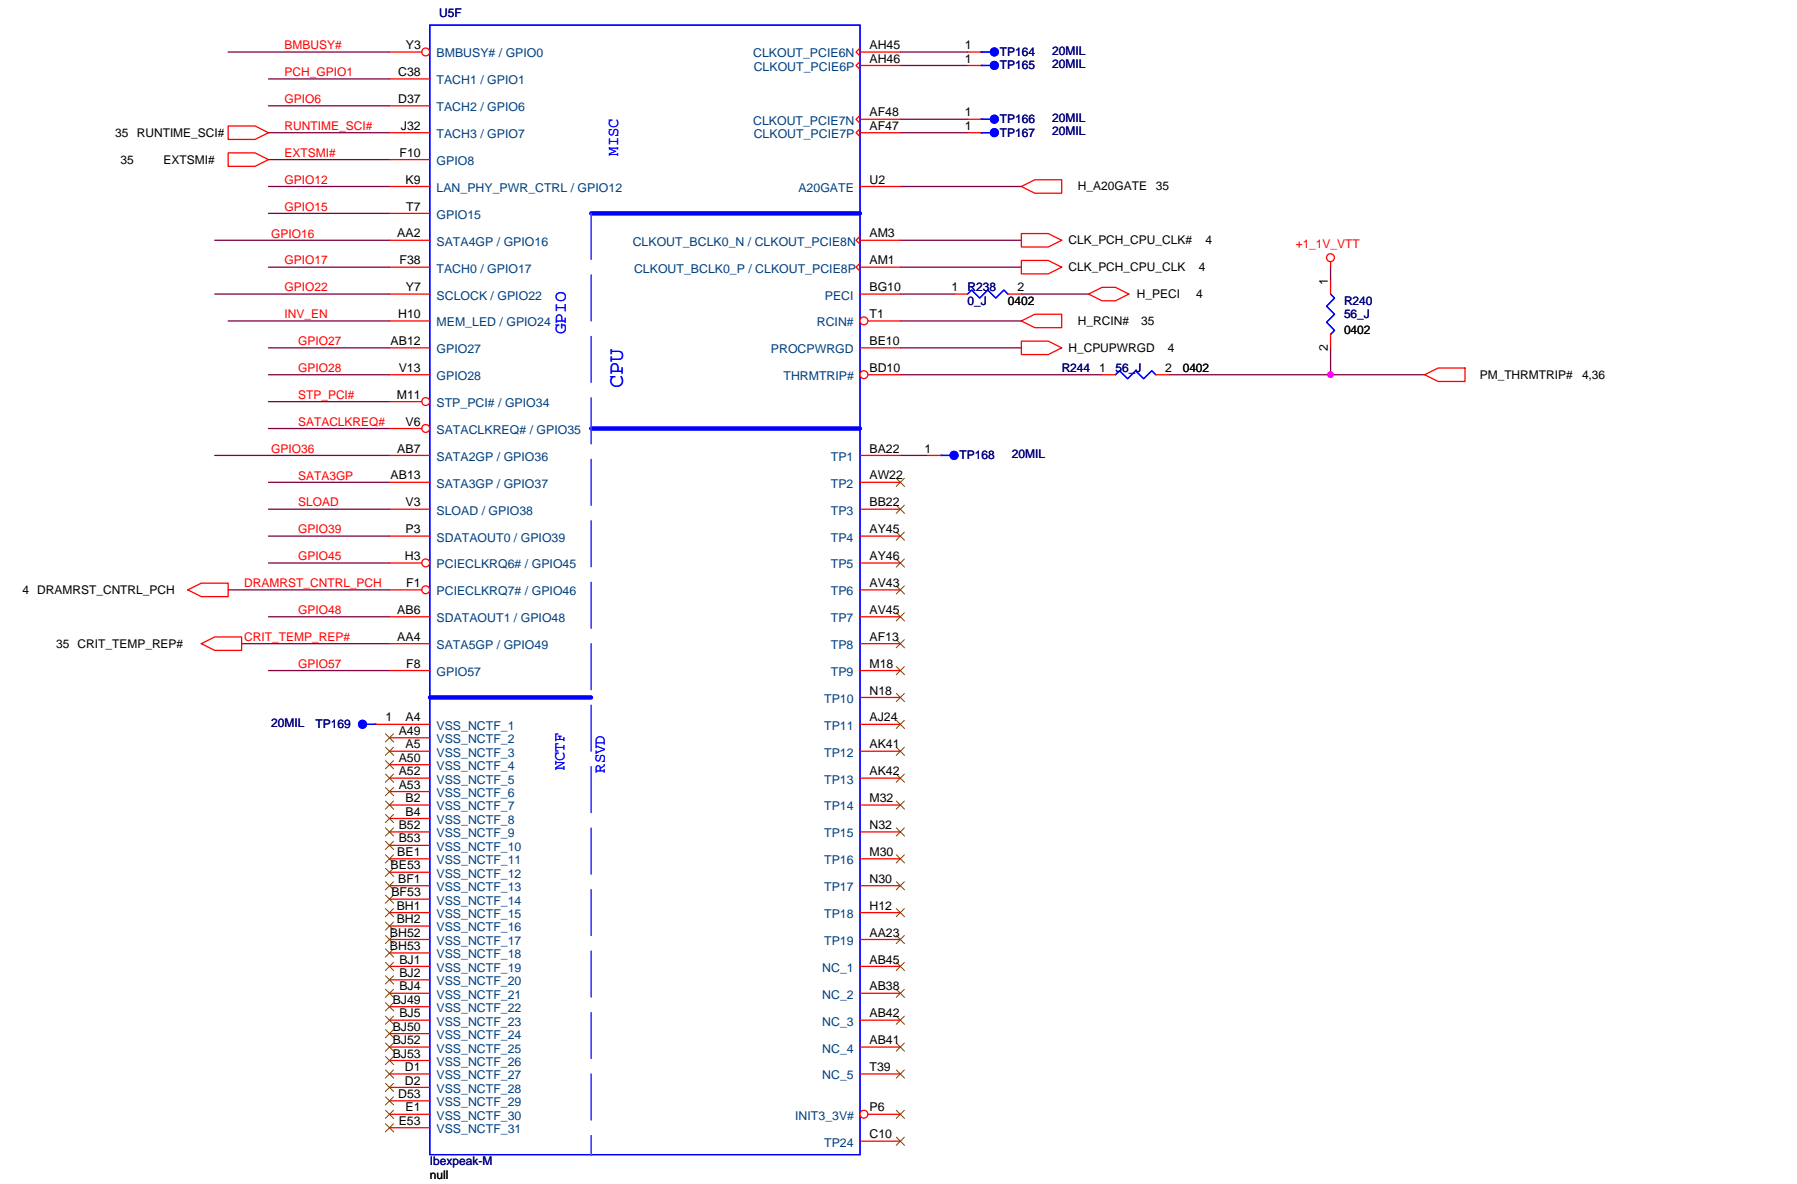 U5F
BMBUSY# Y3 BMBUSY# / GPIO0
PCH_GPIO1 C38 TACH1 / GPIO1
GPIO6 D37 TACH2 / GPIO6
35 RUNTIME_SCI# RUNTIME_SCI# J32 TACH3 / GPIO7
35 EXTSMI# EXTSMI# F10 GPIO8
GPIO12 K9 LAN_PHY_PWR_CTRL / GPIO12
GPIO15 T7 GPIO15
GPIO16 AA2 SATA4GP / GPIO16
GPIO17 F38 TACH0 / GPIO17
GPIO22 Y7 SCLOCK / GPIO22
INV_EN H10 MEM_LED / GPIO24
GPIO27 AB12 GPIO27
GPIO28 V13 GPIO28
STP_PCI# M11 STP_PCI# / GPIO34
SATACLKREQ# V6 SATACLKREQ# / GPIO35
GPIO36 AB7 SATA2GP / GPIO36
SATA3GP AB13 SATA3GP / GPIO37
SLOAD V3 SLOAD / GPIO38
GPIO39 P3 SDATAOUT0 / GPIO39
GPIO45 H3 PCIECLKRQ6# / GPIO45
4 DRAMRST_CNTRL_PCH DRAMRST_CNTRL_PCH F1 PCIECLKRQ7# / GPIO46
GPIO48 AB6 SDATAOUT1 / GPIO48
35 CRIT_TEMP_REP# CRIT_TEMP_REP# AA4 SATA5GP / GPIO49
GPIO57 F8 GPIO57
20MIL TP169 1 A4 VSS_NCTF_1
A49 VSS_NCTF_2
A5 VSS_NCTF_3
A50 VSS_NCTF_4
A52 VSS_NCTF_5
A53 VSS_NCTF_6
B2 VSS_NCTF_7
B4 VSS_NCTF_8
B52 VSS_NCTF_9
B53 VSS_NCTF_10
BE1 VSS_NCTF_11
BE53 VSS_NCTF_12
BF1 VSS_NCTF_13
BF53 VSS_NCTF_14
BH1 VSS_NCTF_15
BH2 VSS_NCTF_16
BH52 VSS_NCTF_17
BH53 VSS_NCTF_18
BJ1 VSS_NCTF_19
BJ2 VSS_NCTF_20
BJ4 VSS_NCTF_21
BJ49 VSS_NCTF_22
BJ5 VSS_NCTF_23
BJ50 VSS_NCTF_24
BJ52 VSS_NCTF_25
BJ53 VSS_NCTF_26
D1 VSS_NCTF_27
D2 VSS_NCTF_28
D53 VSS_NCTF_29
E1 VSS_NCTF_30
E53 VSS_NCTF_31
MISC
GPIO
CPU
NCTF
RSVD
CLKOUT_PCIE6N AH45 1 TP164 20MIL
CLKOUT_PCIE6P AH46 1 TP165 20MIL
CLKOUT_PCIE7N AF48 1 TP166 20MIL
CLKOUT_PCIE7P AF47 1 TP167 20MIL
A20GATE U2 H_A20GATE 35
CLKOUT_BCLK0_N / CLKOUT_PCIE8N AM3 CLK_PCH_CPU_CLK# 4
CLKOUT_BCLK0_P / CLKOUT_PCIE8P AM1 CLK_PCH_CPU_CLK 4
PECI BG10 1 R238 2 H_PECI 4
0_J 0402
RCIN# T1 H_RCIN# 35
PROCPWRGD BE10 H_CPUPWRGD 4
THRMTRIP# BD10 R244 1 56_J 2 0402 PM_THRMTRIP# 4,36
+1_1V_VTT
1
R240
56_J
0402
2
TP1 BA22 1 TP168 20MIL
TP2 AW22
TP3 BB22
TP4 AY45
TP5 AY46
TP6 AV43
TP7 AV45
TP8 AF13
TP9 M18
TP10 N18
TP11 AJ24
TP12 AK41
TP13 AK42
TP14 M32
TP15 N32
TP16 M30
TP17 N30
TP18 H12
TP19 AA23
NC_1 AB45
NC_2 AB38
NC_3 AB42
NC_4 AB41
NC_5 T39
INIT3_3V# P6
TP24 C10
Ibexpeak-M
null